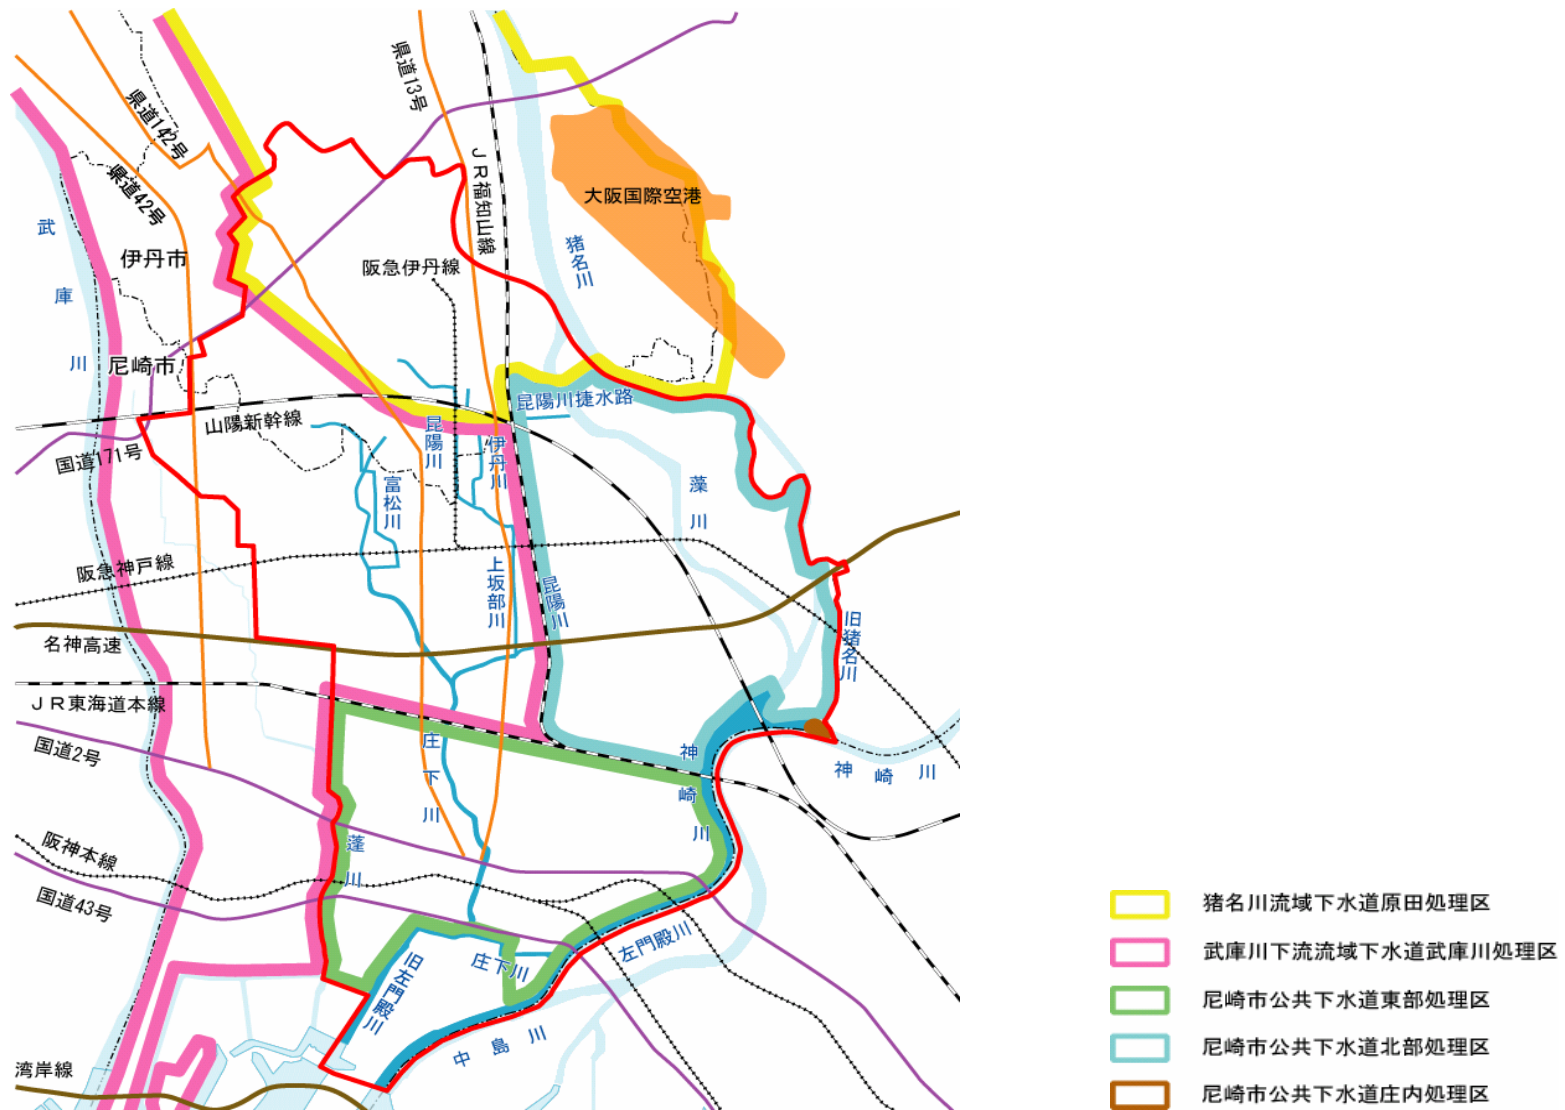 県道13号
県道142号
県道42号
ＪＲ福知山線
大阪国際空港
武庫川
伊丹市
猪名川
阪急伊丹線
尼崎市
昆陽川捷水路
山陽新幹線
昆陽川
伊丹川
国道171号
富松川
藻川
阪急神戸線
上坂部川
昆陽川
旧猪名川
名神高速
ＪＲ東海道本線
国道2号
庄下川
神崎川
神崎川
阪神本線
蓬川
国道43号
左門殿川
庄下川
旧左門殿川
中島川
湾岸線
猪名川流域下水道原田処理区
武庫川下流流域下水道武庫川処理区
尼崎市公共下水道東部処理区
尼崎市公共下水道北部処理区
尼崎市公共下水道庄内処理区